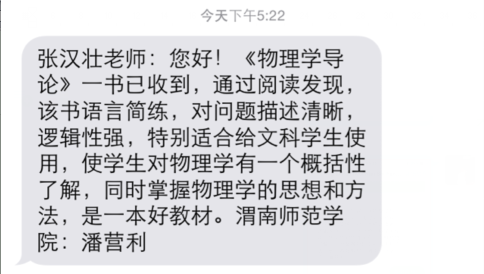 今天下午5:22
张汉壮老师：您好！《物理学导
论》一书已收到，通过阅读发现，
该书语言简练，对问题描述清晰，
逻辑性强，特别适合给文科学生使
用，使学生对物理学有一个概括性
了解，同时掌握物理学的思想和方
法，是一本好教材。渭南师范学
院：潘营利